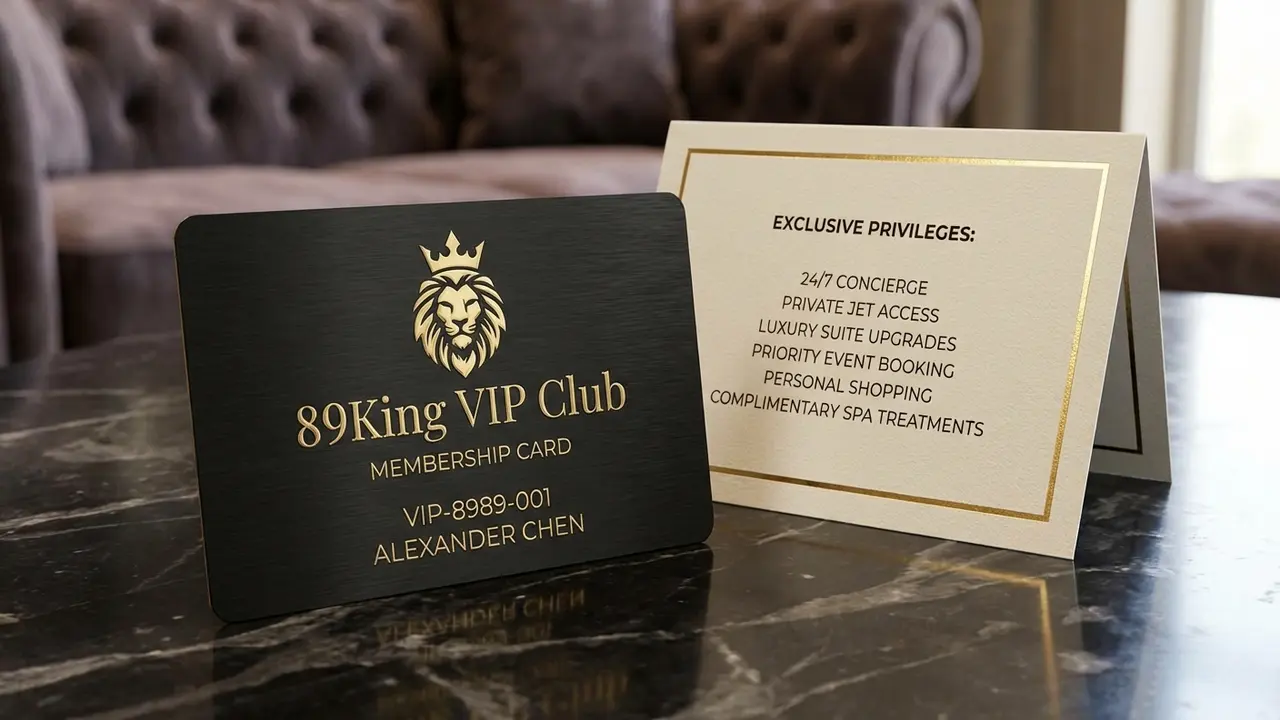 89King VIP Club
MEMBERSHIP CARD
VIP-8989-001
ALEXANDER CHEN
EXCLUSIVE PRIVILEGES:
24/7 CONCIERGE
PRIVATE JET ACCESS
LUXURY SUITE UPGRADES
PRIORITY EVENT BOOKING
PERSONAL SHOPPING
COMPLIMENTARY SPA TREATMENTS